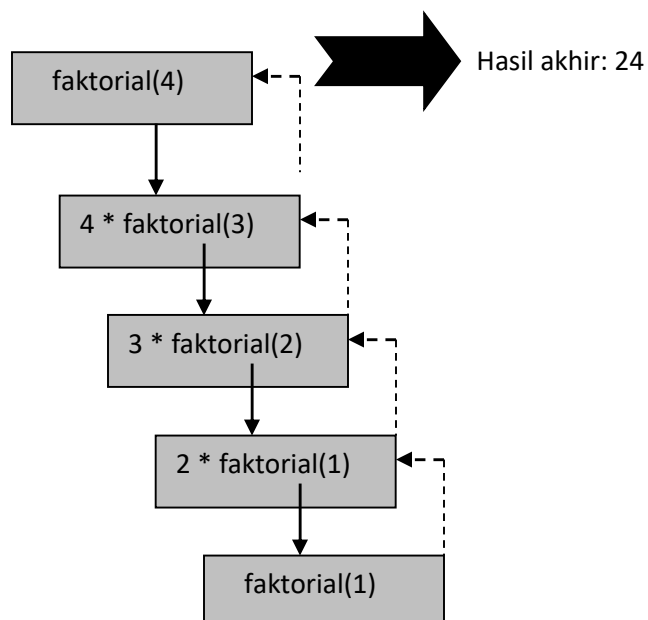 Hasil akhir: 24
faktorial(4)
4 * faktorial(3)
3 * faktorial(2)
2 * faktorial(1)
faktorial(1)